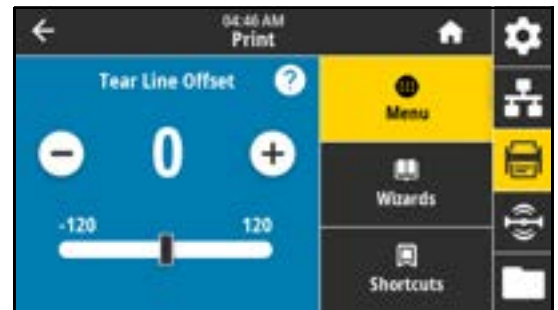 04:46 AM
Print
Tear Line Offset
?
Menu
0
-120
120
Wizards
Shortcuts